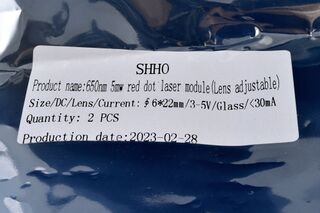 SHHO
Product name:650nm 5mw red dot laser module(Lens adjustable)
Size/DC/Lens/Current: ∮6*22mm/3-5V/Glass/<30mA
Quantity: 2 PCS
Production date:2023-02-28